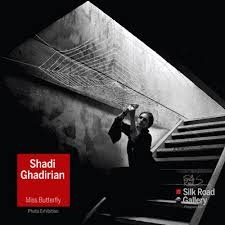 Shadi
Ghadirian
Miss Butterfly
Photo Exhibition
Silk Road
Gallery